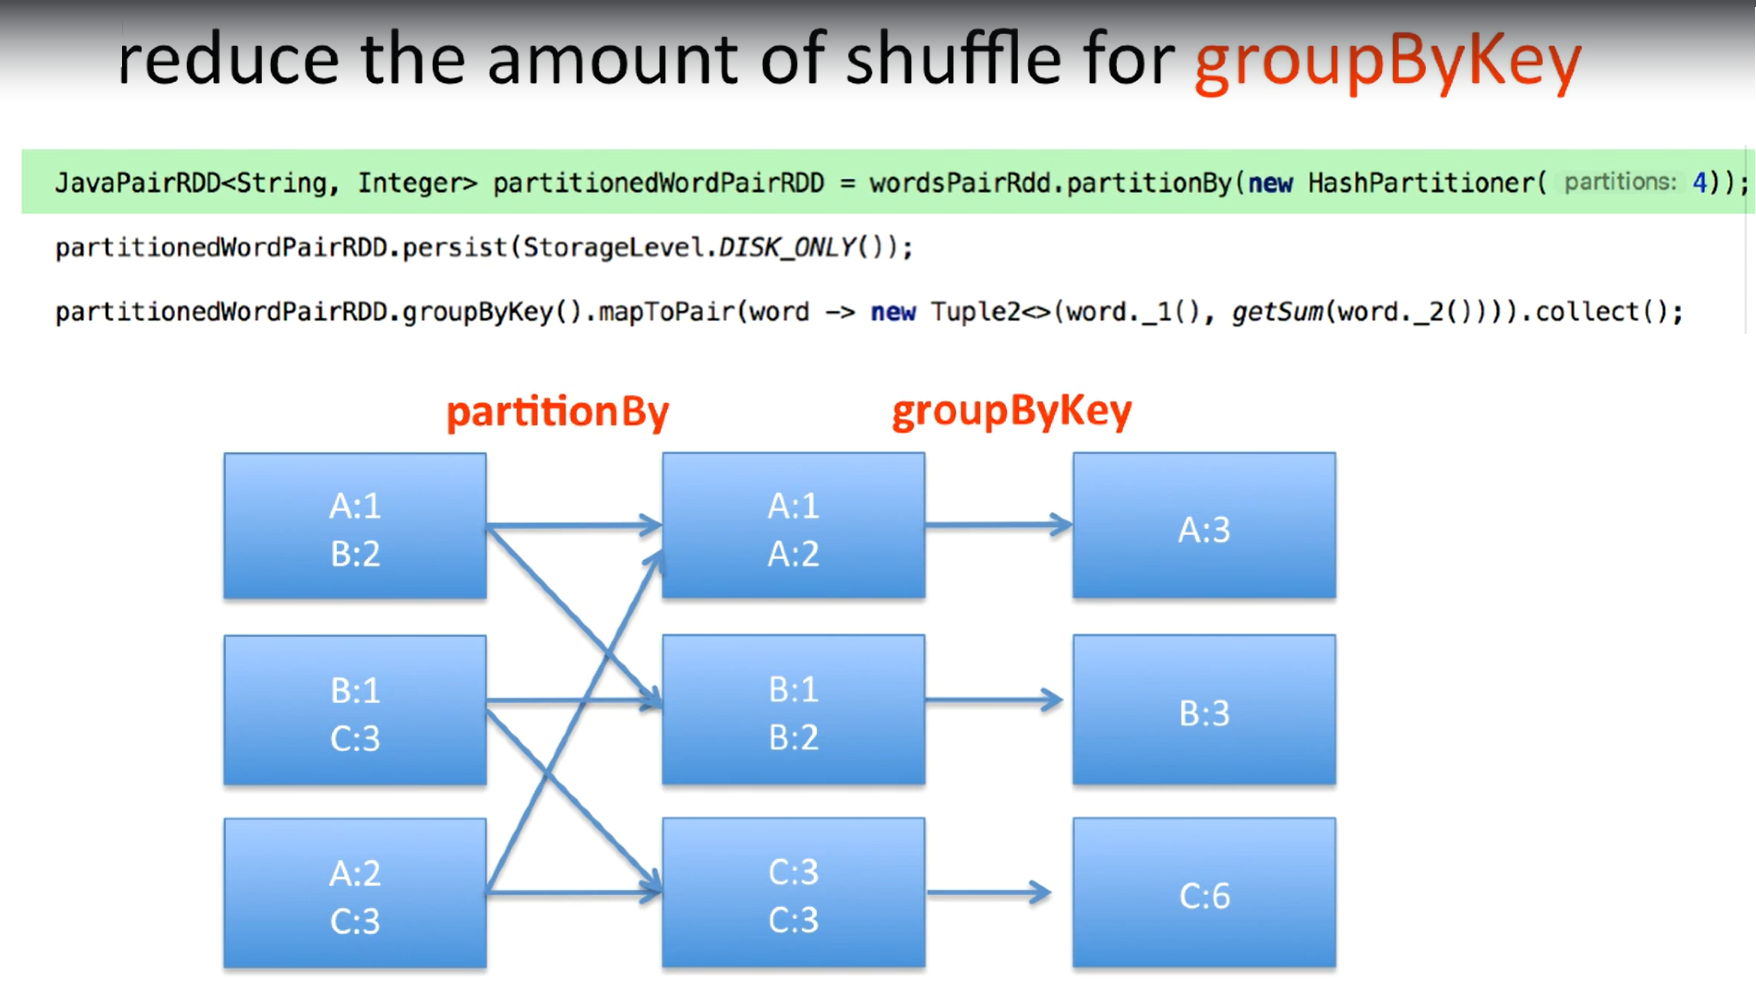 reduce the amount of shuffle for groupByKey
JavaPairRDD<String, Integer> partitionedWordPairRDD = wordsPairRdd.partitionBy(new HashPartitioner( partitions: 4));
partitionedWordPairRDD.persist(StorageLevel.DISK_ONLY());
partitionedWordPairRDD.groupByKey().mapToPair(word -> new Tuple2<>(word._1(), getSum(word._2()))).collect();
partitionBy
groupByKey
A:1
B:2
A:1
A:2
A:3
B:1
C:3
B:1
B:2
B:3
A:2
C:3
C:3
C:3
C:6